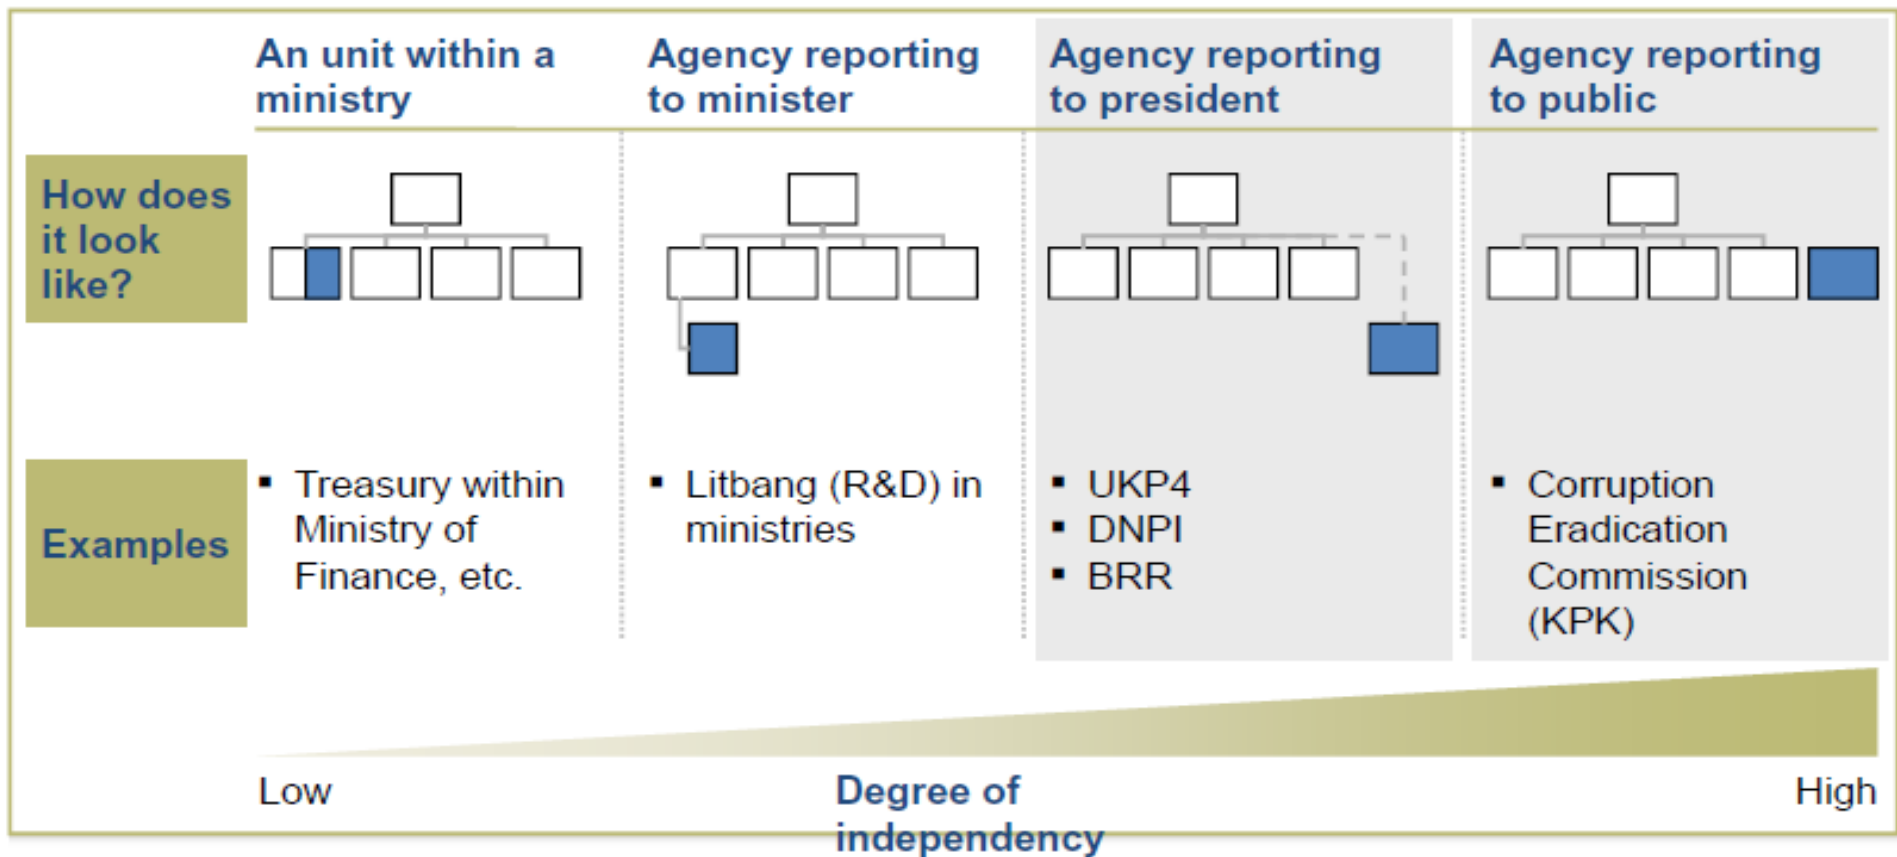 An unit within a
ministry
Agency reporting
to minister
Agency reporting
to president
Agency reporting
to public
How does
it look
like?
Examples
▪ Treasury within
Ministry of
Finance, etc.
▪ Litbang (R&D) in
ministries
▪ UKP4
▪ DNPI
▪ BRR
▪ Corruption
Eradication
Commission
(KPK)
Low
Degree of
independency
High